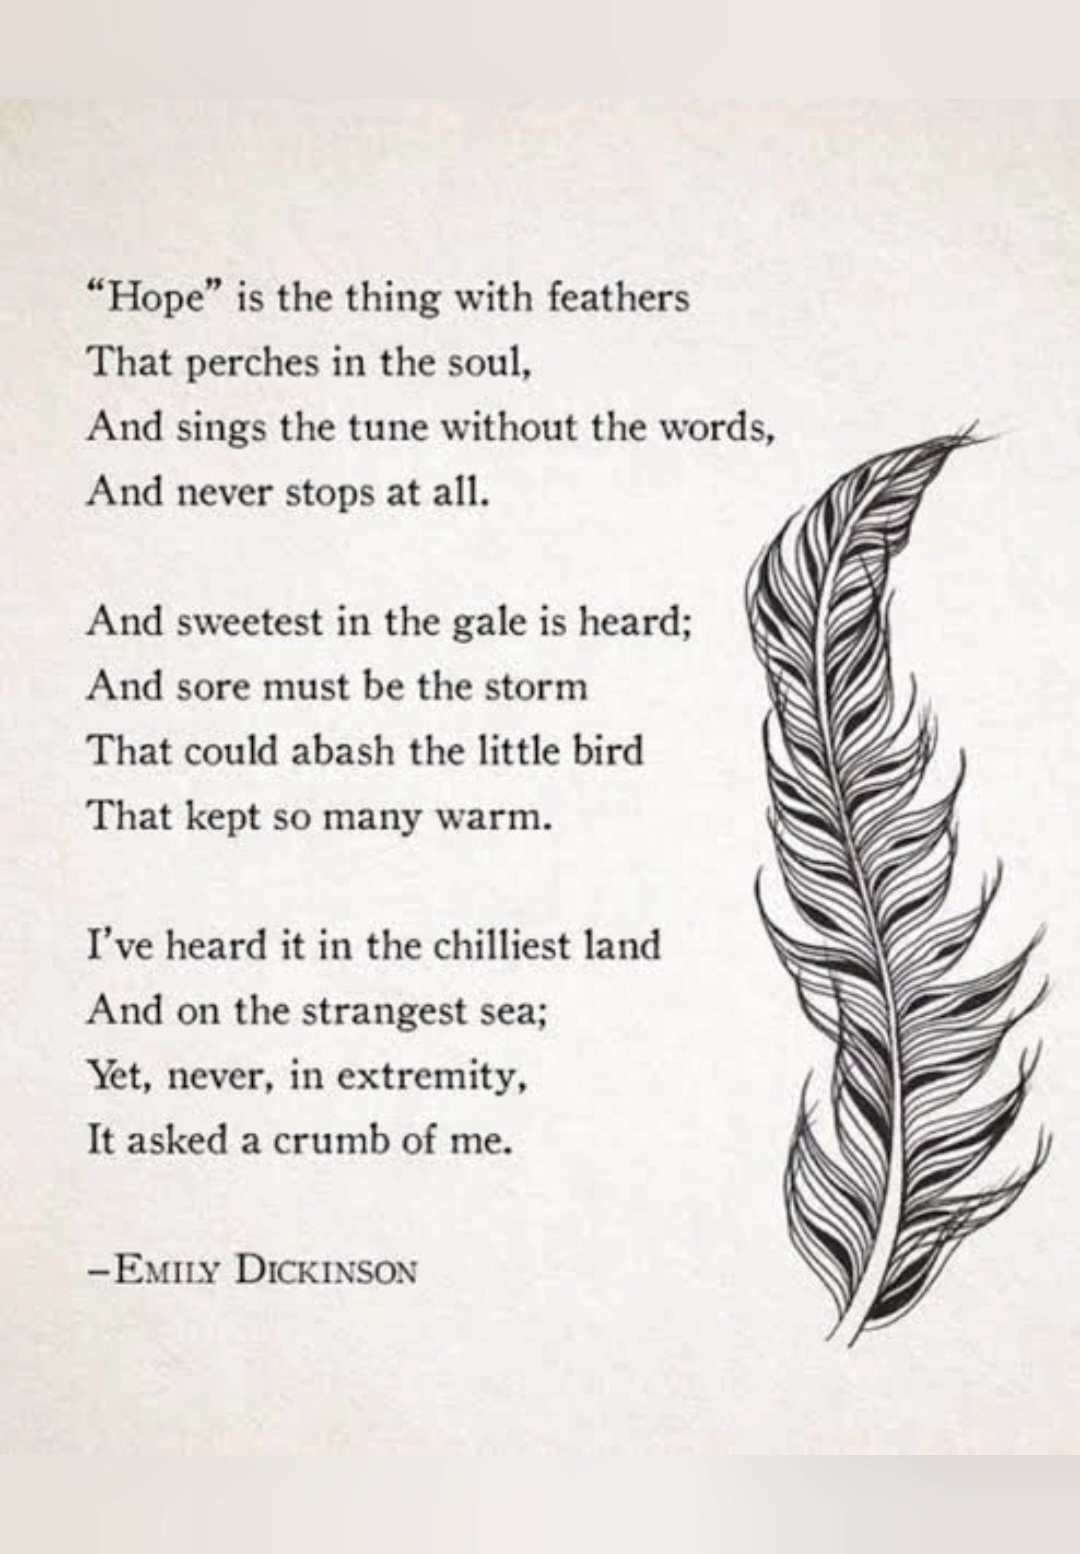 “Hope” is the thing with feathers
That perches in the soul,
And sings the tune without the words,
And never stops at all.
And sweetest in the gale is heard;
And sore must be the storm
That could abash the little bird
That kept so many warm.
I’ve heard it in the chilliest land
And on the strangest sea;
Yet, never, in extremity,
It asked a crumb of me.
–EMILY DICKINSON